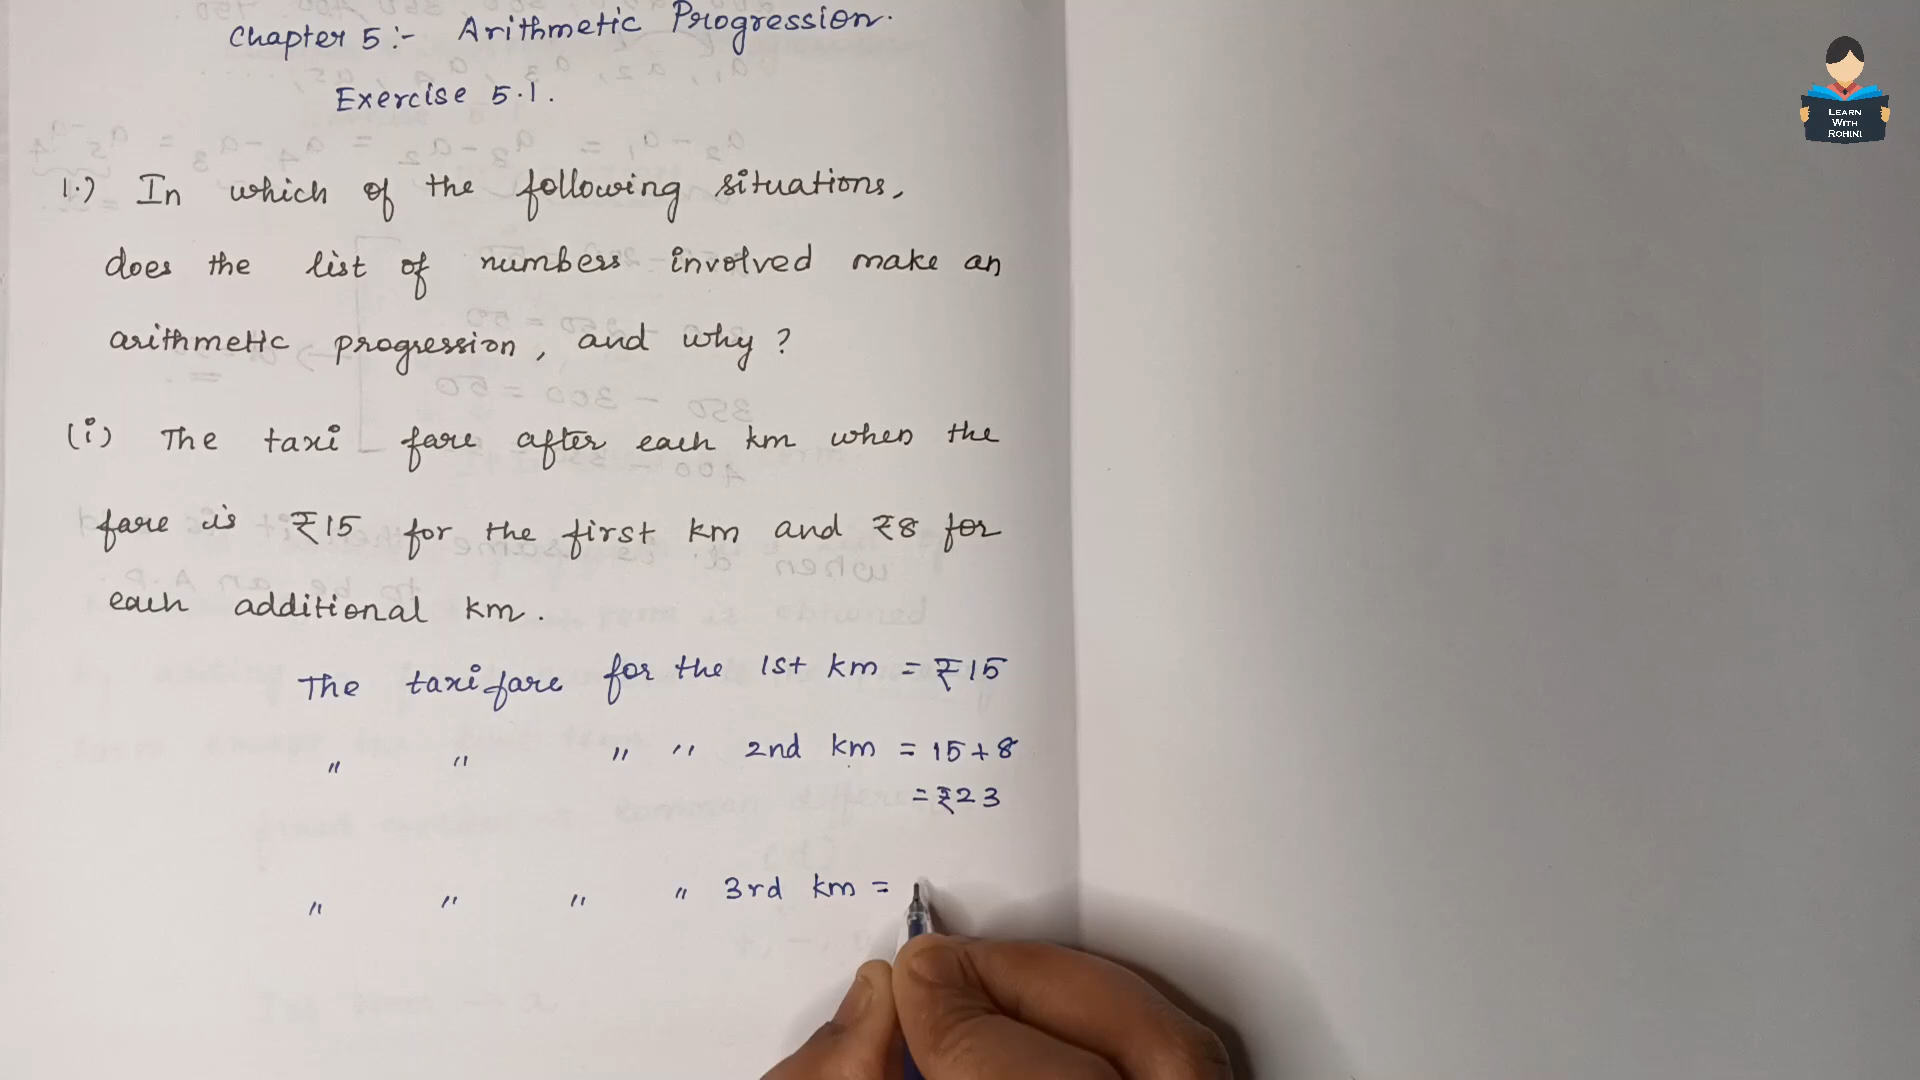 Chapter 5:- Arithmetic Progression.
Exercise 5.1.
1.) In which of the following situations,
does the list of numbers involved make an
arithmetic progression, and why?
(i) The taxi fare after each km when the
fare is ₹15 for the first km and ₹8 for
each additional km.
The taxi fare for the 1st km = ₹15
" " " " 2nd km = 15+8
= ₹23
" " " " 3rd km =
LEARN
WITH
ROHINI